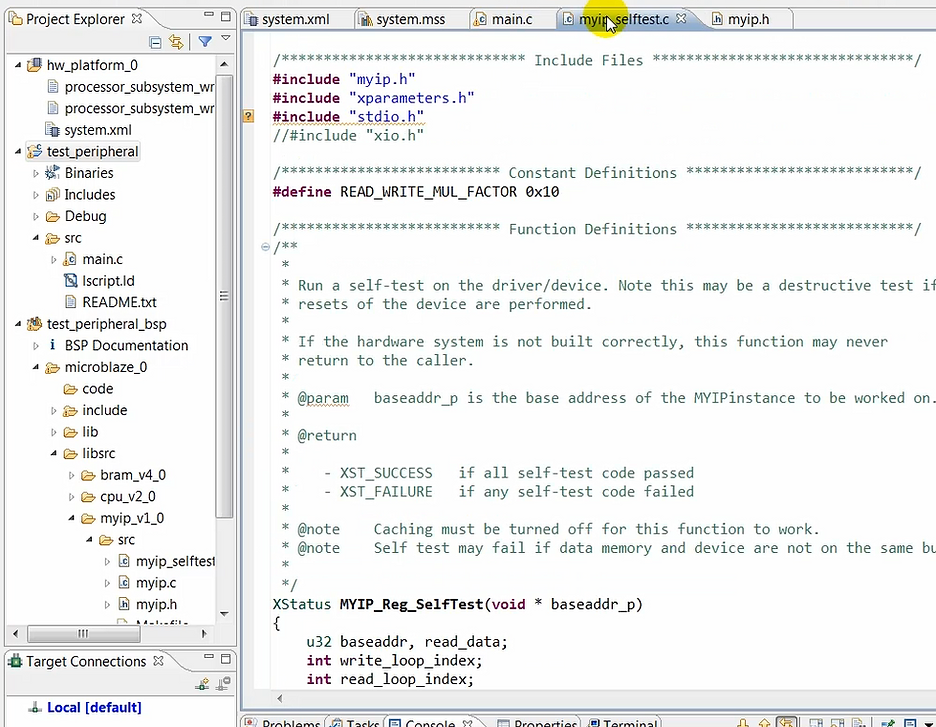 Project Explorer
system.xml
system.mss
main.c
myip_selftest.c
myip.h
hw_platform_0
processor_subsystem_wr
processor_subsystem_wr
system.xml
test_peripheral
Binaries
Includes
Debug
src
main.c
lscript.ld
README.txt
test_peripheral_bsp
BSP Documentation
microblaze_0
code
include
lib
libsrc
bram_v4_0
cpu_v2_0
myip_v1_0
src
myip_selftest
myip.c
myip.h
Makefile
Target Connections
Local [default]
/***************************** Include Files *******************************/
#include "myip.h"
#include "xparameters.h"
#include "stdio.h"
//#include "xio.h"
/************************** Constant Definitions ***************************/
#define READ_WRITE_MUL_FACTOR 0x10
/************************** Function Definitions ***************************/
/**
*
* Run a self-test on the driver/device. Note this may be a destructive test if
* resets of the device are performed.
*
* If the hardware system is not built correctly, this function may never
* return to the caller.
*
* @param   baseaddr_p is the base address of the MYIPinstance to be worked on.
*
* @return
*
*    - XST_SUCCESS   if all self-test code passed
*    - XST_FAILURE   if any self-test code failed
*
* @note    Caching must be turned off for this function to work.
* @note    Self test may fail if data memory and device are not on the same bu
*
*/
XStatus MYIP_Reg_SelfTest(void * baseaddr_p)
{
u32 baseaddr, read_data;
int write_loop_index;
int read_loop_index;
Problems
Tasks
Console
Properties
Terminal